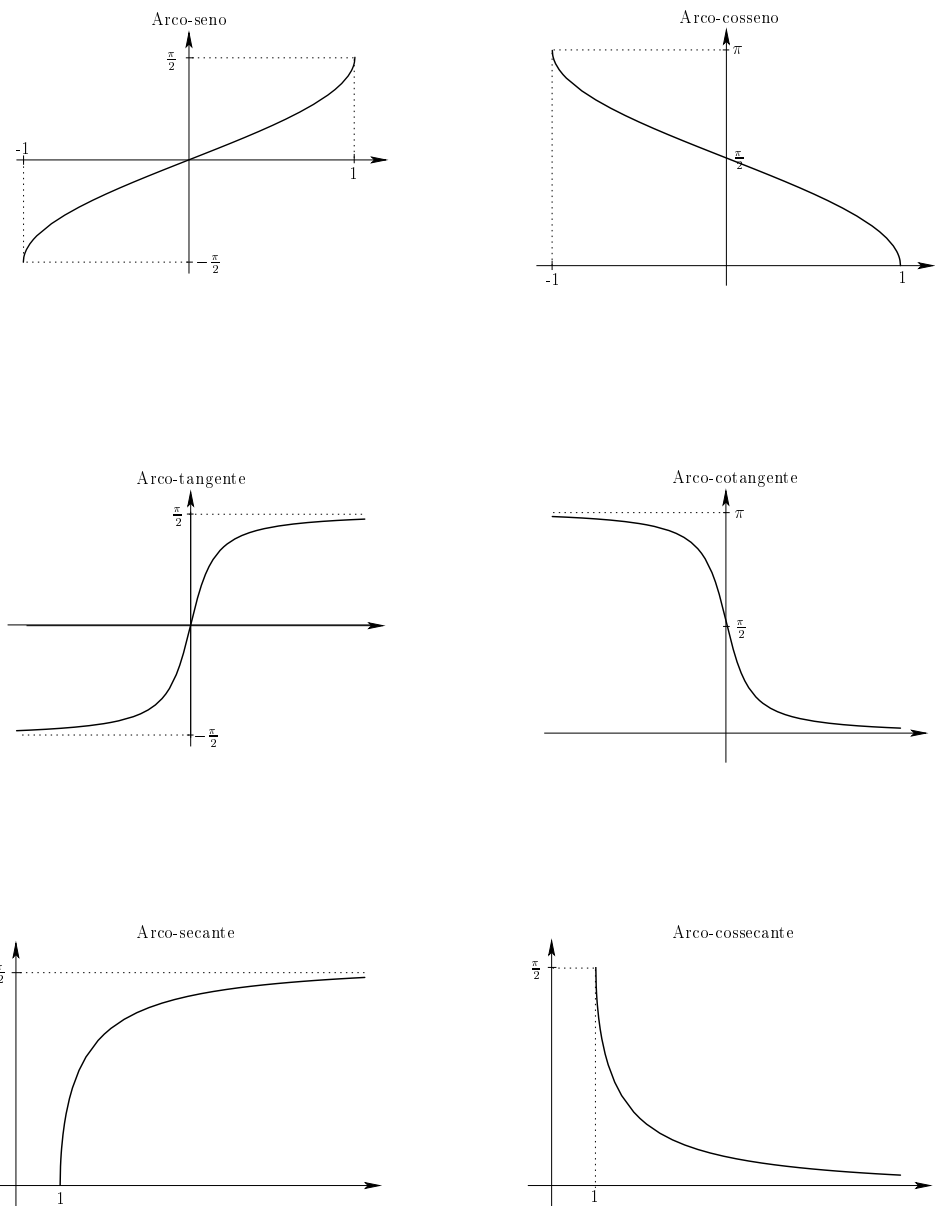 Arco-seno
π/2
-1
1
−π/2
Arco-cosseno
π
π/2
-1
1
Arco-tangente
π/2
−π/2
Arco-cotangente
π
π/2
Arco-secante
π/2
1
Arco-cossecante
π/2
1